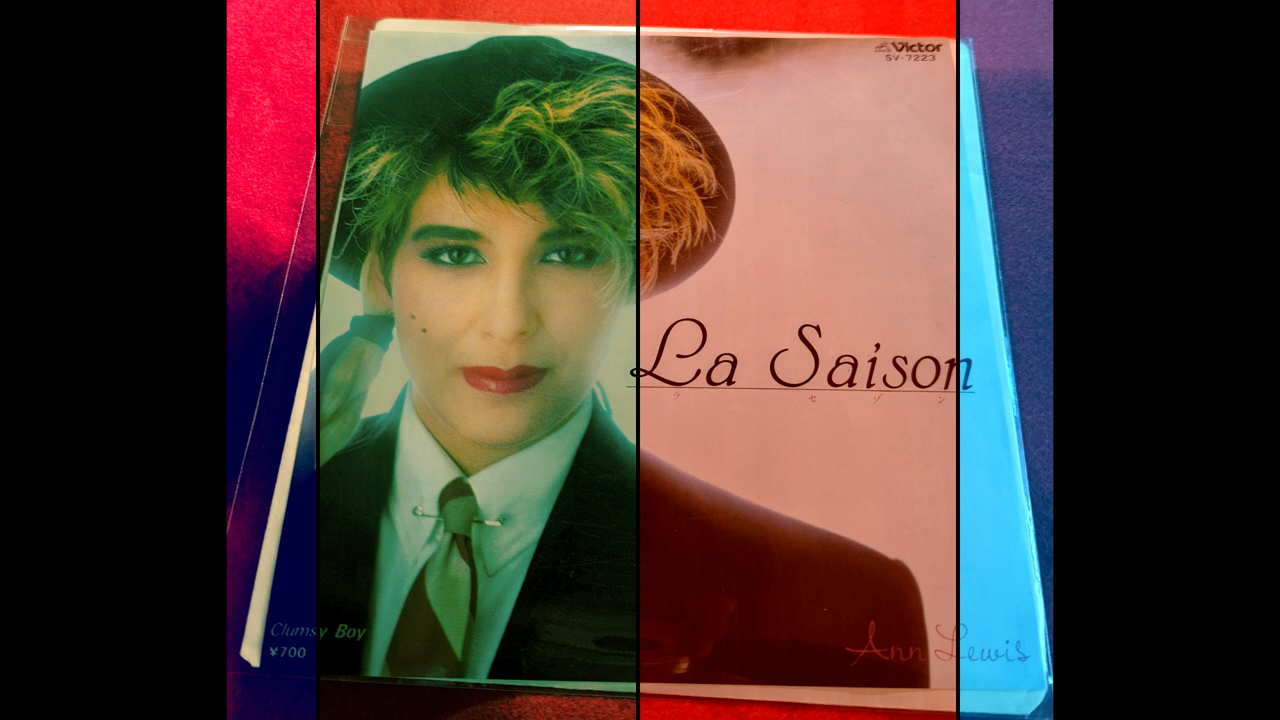 Victor
SV-7223
La Saison
ラ セゾン
Clumsy Boy
¥700
Ann Lewis